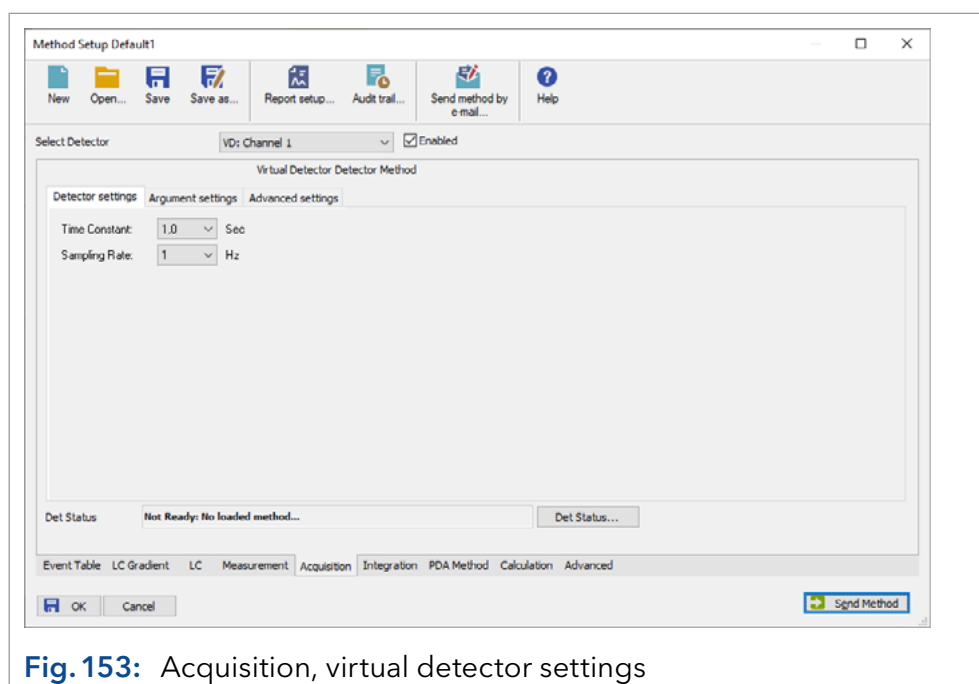 Method Setup Default1
New Open... Save Save as... Report setup... Audit trail... Send method by e-mail... Help
Select Detector VD: Channel 1 Enabled
Virtual Detector Detector Method
Detector settings Argument settings Advanced settings
Time Constant: 1,0 Sec
Sampling Rate: 1 Hz
Det Status Not Ready: No loaded method... Det Status...
Event Table LC Gradient LC Measurement Acquisition Integration PDA Method Calculation Advanced
OK Cancel Send Method
Fig. 153: Acquisition, virtual detector settings